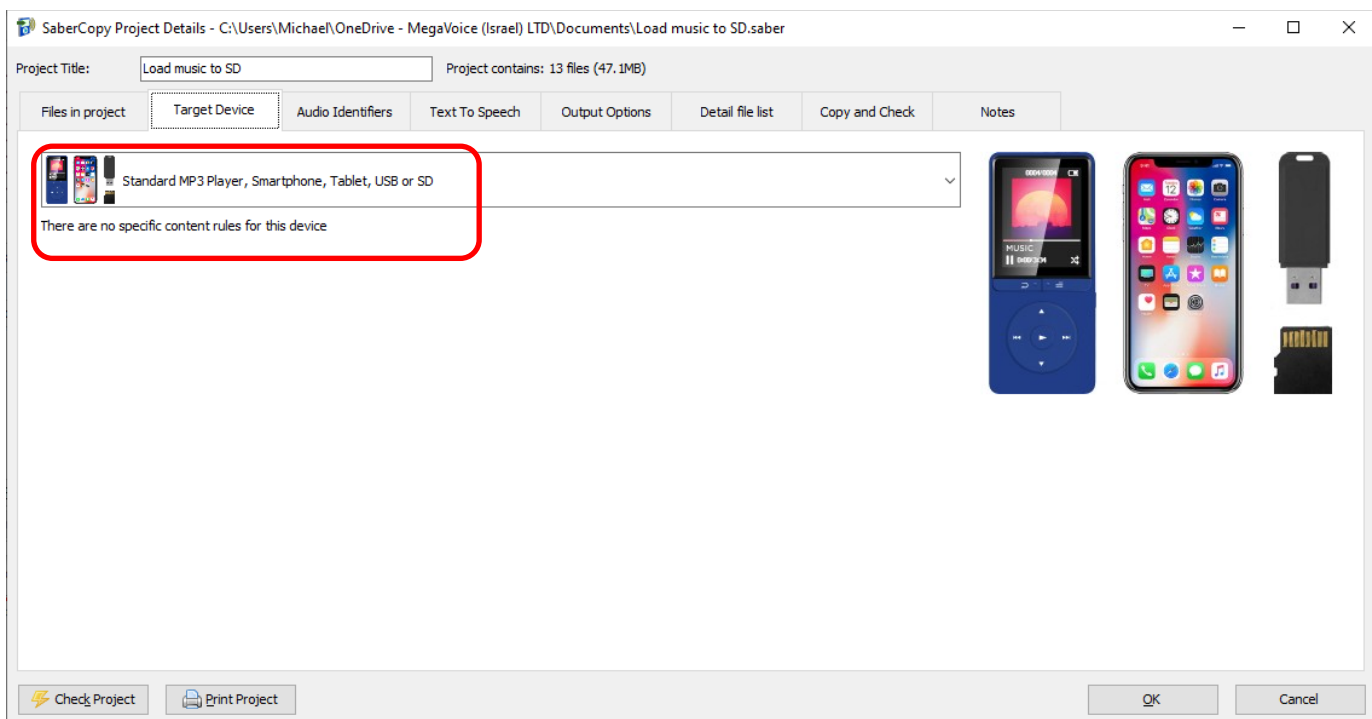 SaberCopy Project Details - C:\Users\Michael\OneDrive - MegaVoice (Israel) LTD\Documents\Load music to SD.saber
Project Title: Load music to SD Project contains: 13 files (47.1MB)
Files in project Target Device Audio Identifiers Text To Speech Output Options Detail file list Copy and Check Notes
Standard MP3 Player, Smartphone, Tablet, USB or SD
There are no specific content rules for this device
0004/0004
12
MUSIC
Check Project Print Project OK Cancel